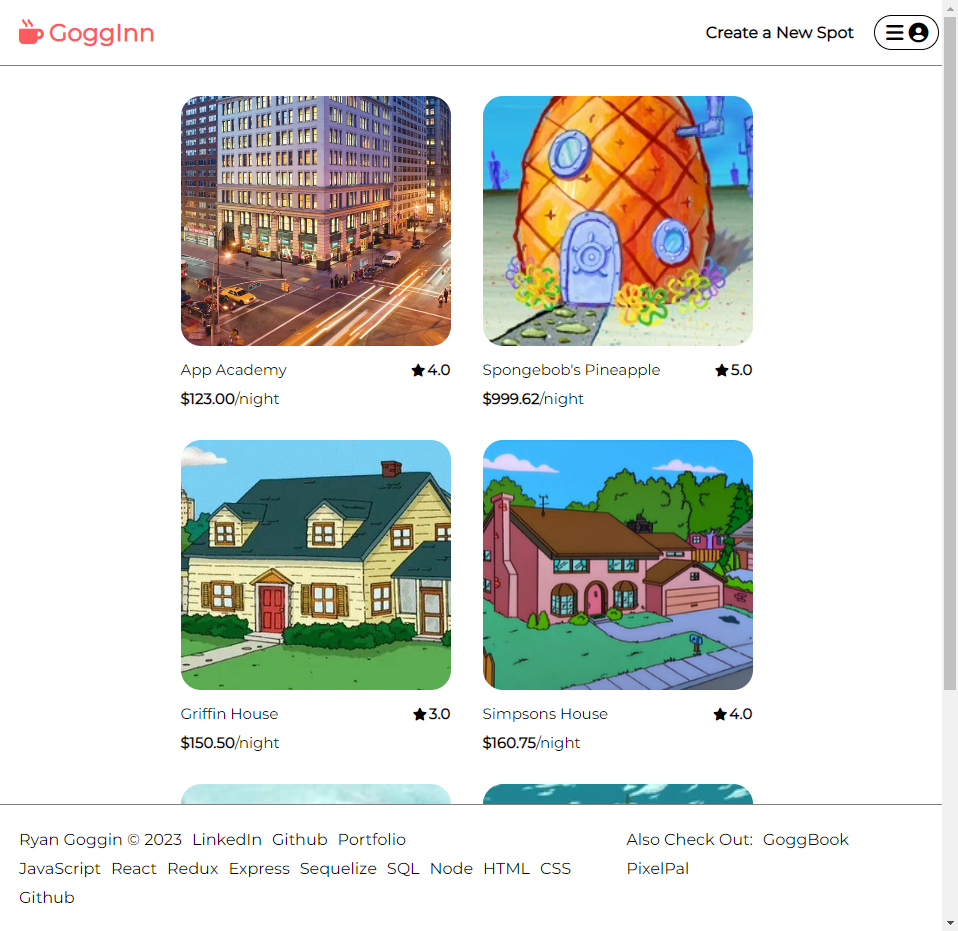 GoggInn
Create a New Spot
App Academy
4.0
$123.00/night
Spongebob's Pineapple
5.0
$999.62/night
Griffin House
3.0
$150.50/night
Simpsons House
4.0
$160.75/night
Ryan Goggin © 2023 LinkedIn Github Portfolio
JavaScript React Redux Express Sequelize SQL Node HTML CSS
Github
Also Check Out: GoggBook
PixelPal